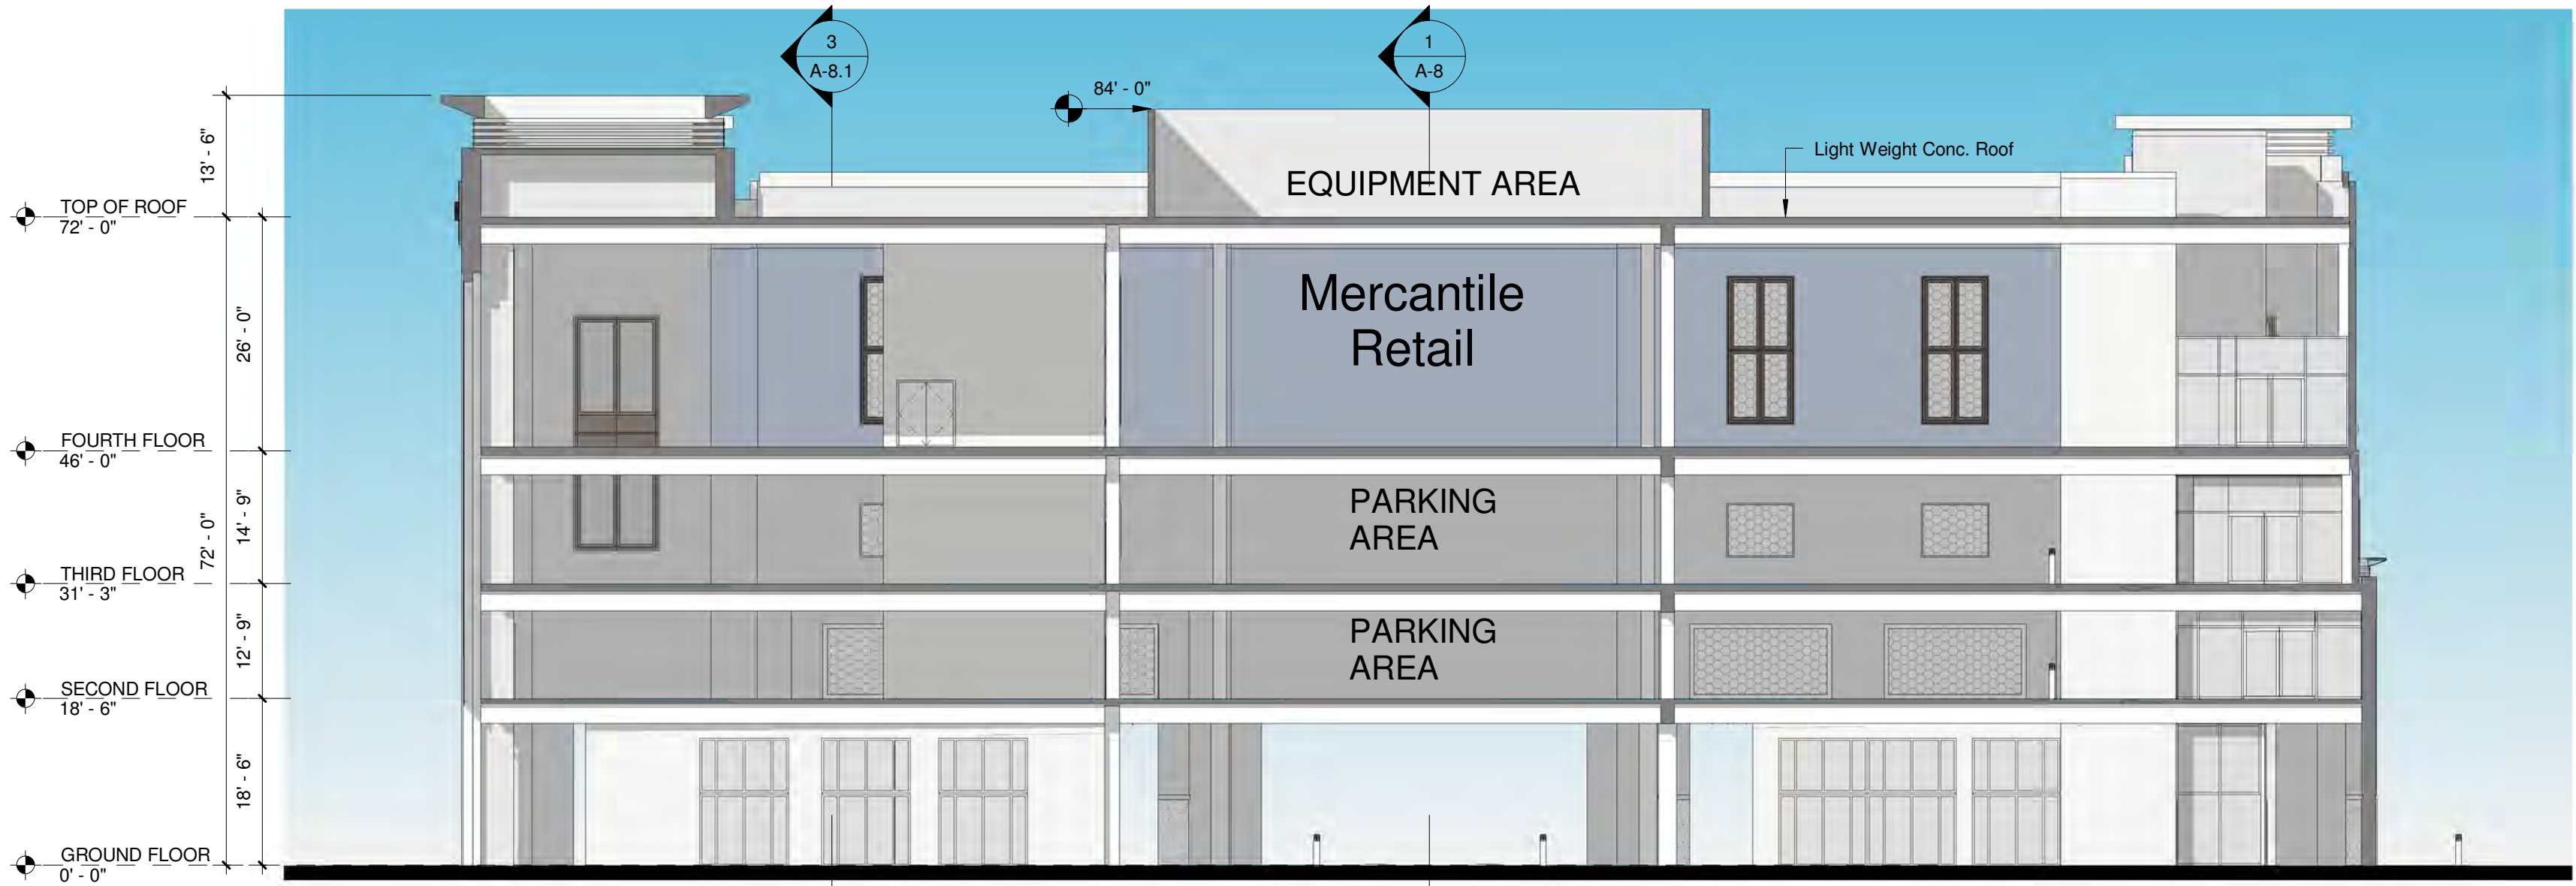 3
A-8.1
1
A-8
84' - 0"
13' - 6"
Light Weight Conc. Roof
EQUIPMENT AREA
TOP OF ROOF
72' - 0"
26' - 0"
Mercantile
Retail
FOURTH FLOOR
46' - 0"
14' - 9"
72' - 0"
PARKING
AREA
THIRD FLOOR
31' - 3"
12' - 9"
PARKING
AREA
SECOND FLOOR
18' - 6"
18' - 6"
GROUND FLOOR
0' - 0"